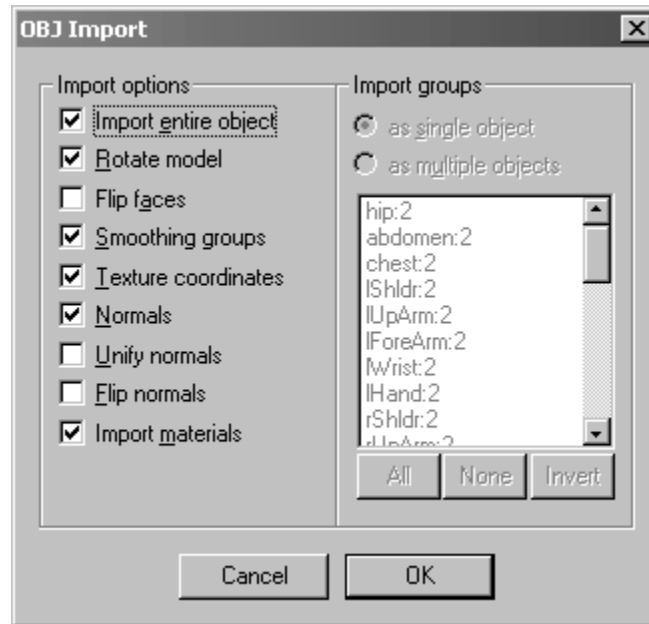 OBJ Import
Import options
Import entire object
Rotate model
Flip faces
Smoothing groups
Texture coordinates
Normals
Unify normals
Flip normals
Import materials
Import groups
as single object
as multiple objects
hip:2
abdomen:2
chest:2
lShldr:2
lUpArm:2
lForeArm:2
lWrist:2
lHand:2
rShldr:2
rUpArm:2
All None Invert
Cancel OK